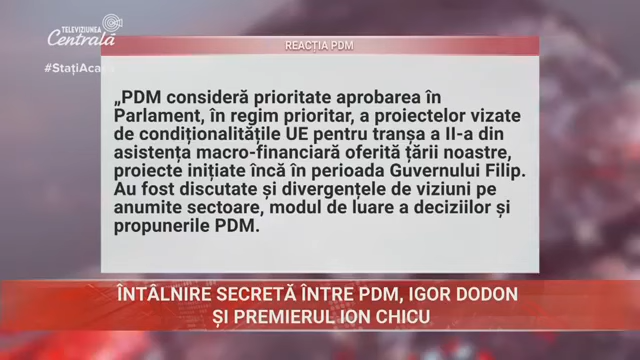 TELEVIZIUNEA
Centrală
#StațiAcasă
REACȚIA PDM
„PDM consideră prioritate aprobarea în
Parlament, în regim prioritar, a proiectelor vizate
de condiționalitățile UE pentru tranșa a II-a din
asistența macro-financiară oferită țării noastre,
proiecte inițiate încă în perioada Guvernului Filip.
Au fost discutate și divergențele de viziuni pe
anumite sectoare, modul de luare a deciziilor și
propunerile PDM.
ÎNTÂLNIRE SECRETĂ ÎNTRE PDM, IGOR DODON
ȘI PREMIERUL ION CHICU